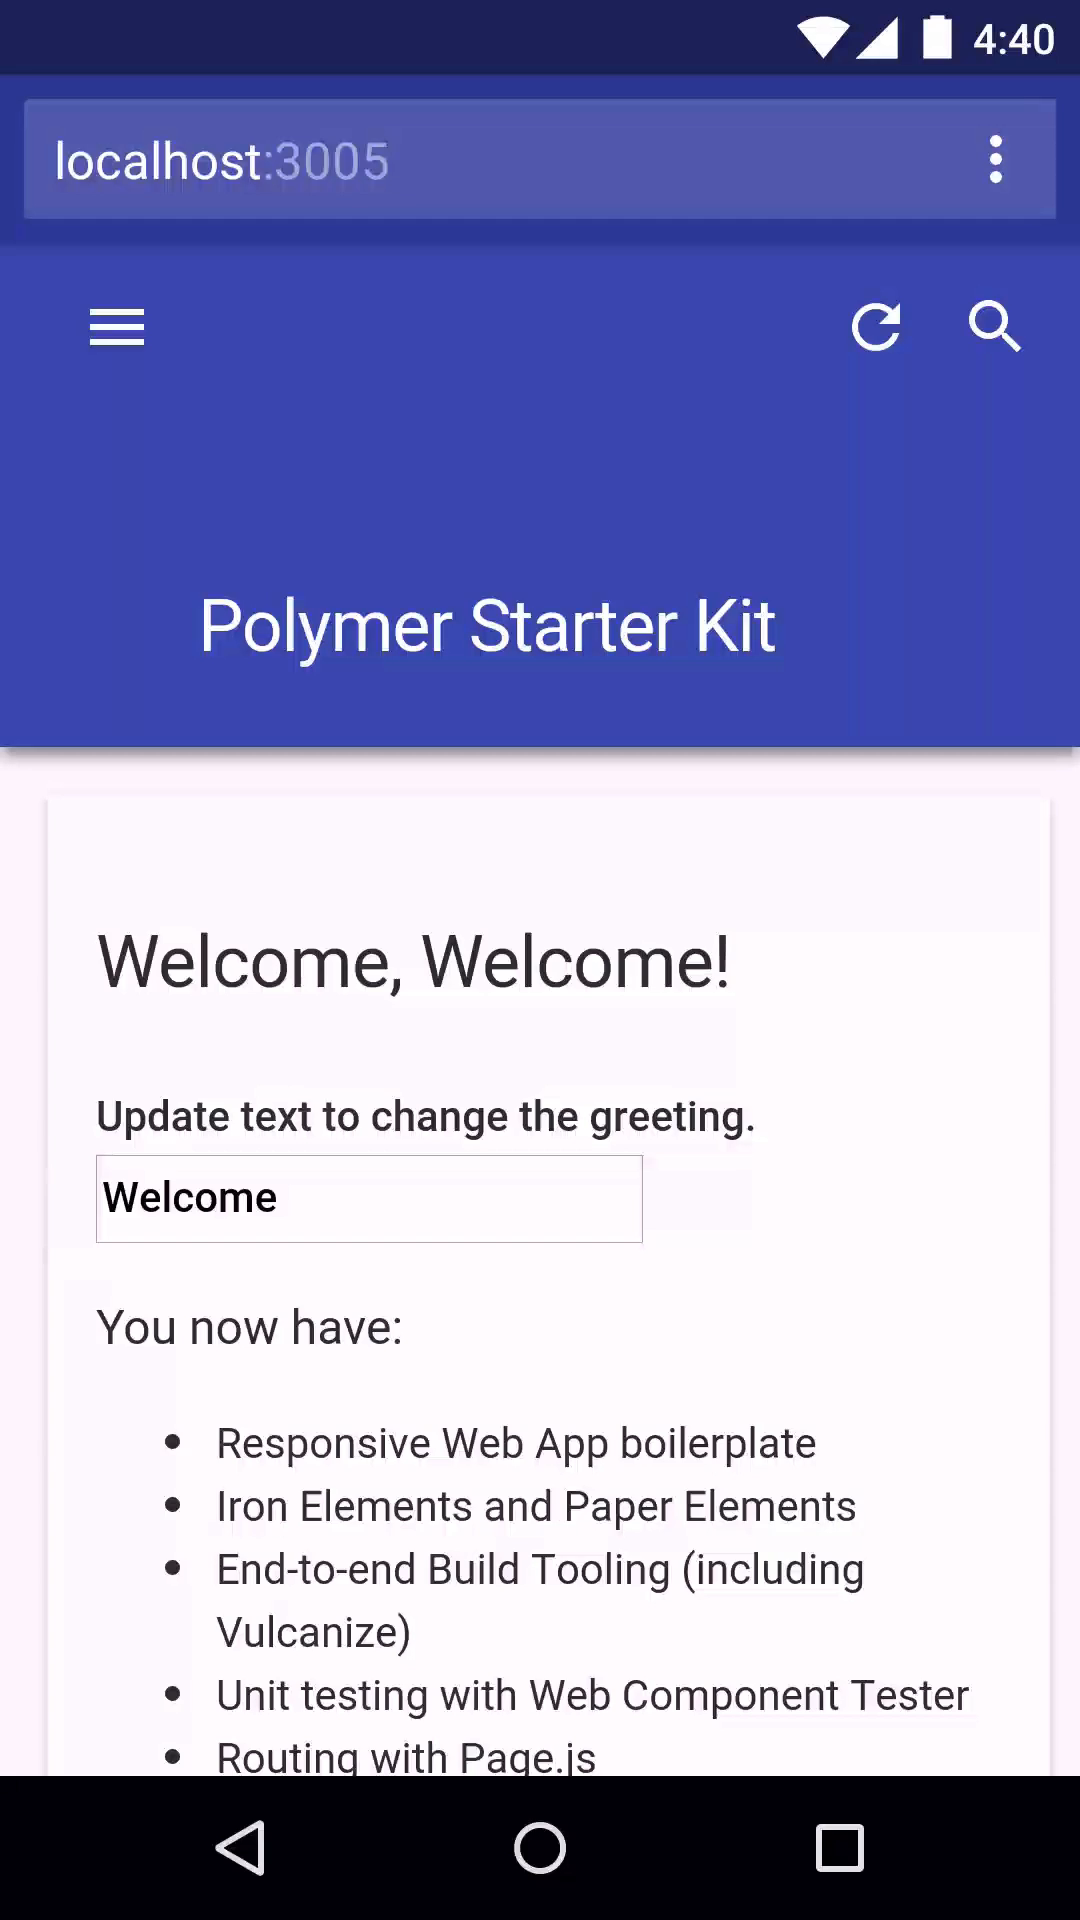 4:40
localhost:3005
Polymer Starter Kit
Welcome, Welcome!
Update text to change the greeting.
Welcome
You now have:
Responsive Web App boilerplate
Iron Elements and Paper Elements
End-to-end Build Tooling (including
Vulcanize)
Unit testing with Web Component Tester
Routing with Page.js